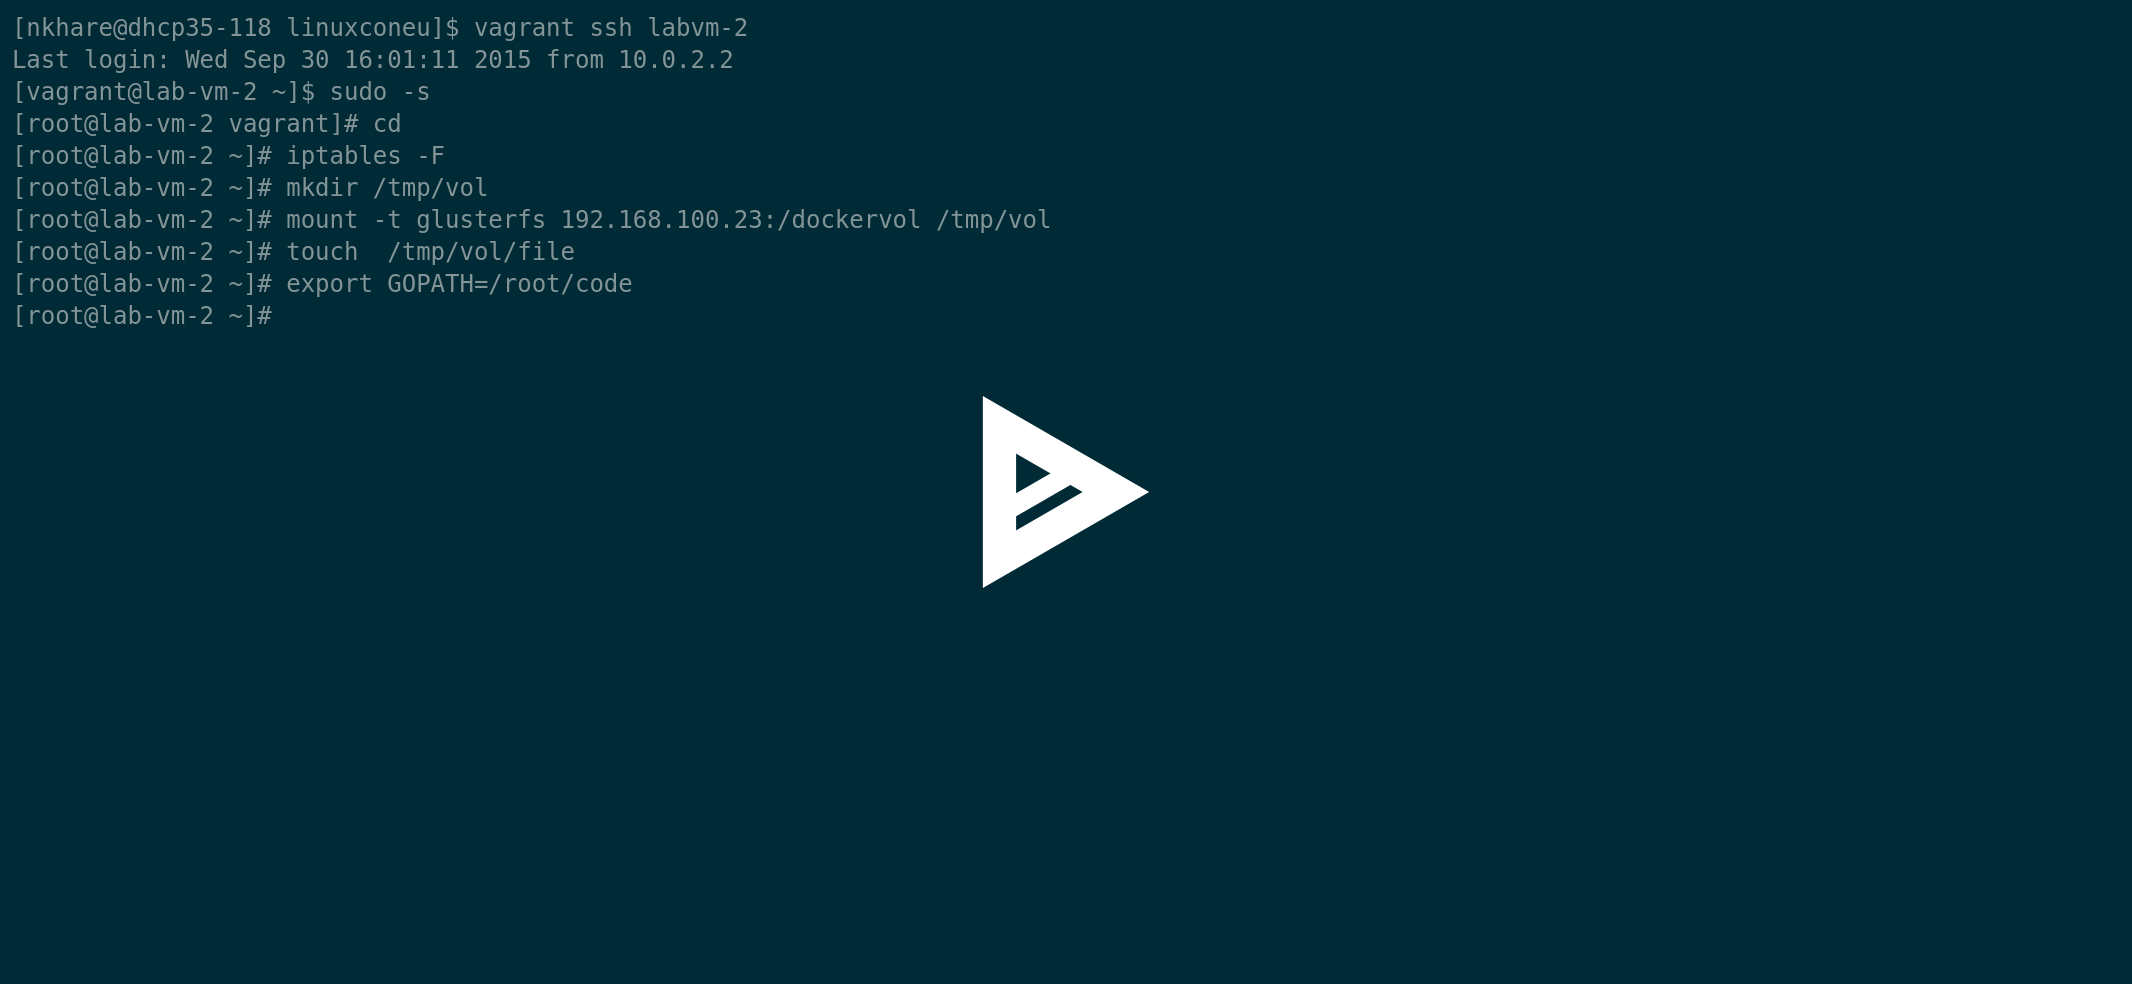 [nkhare@dhcp35-118 linuxconeu]$ vagrant ssh labvm-2
Last login: Wed Sep 30 16:01:11 2015 from 10.0.2.2
[vagrant@lab-vm-2 ~]$ sudo -s
[root@lab-vm-2 vagrant]# cd
[root@lab-vm-2 ~]# iptables -F
[root@lab-vm-2 ~]# mkdir /tmp/vol
[root@lab-vm-2 ~]# mount -t glusterfs 192.168.100.23:/dockervol /tmp/vol
[root@lab-vm-2 ~]# touch  /tmp/vol/file
[root@lab-vm-2 ~]# export GOPATH=/root/code
[root@lab-vm-2 ~]#